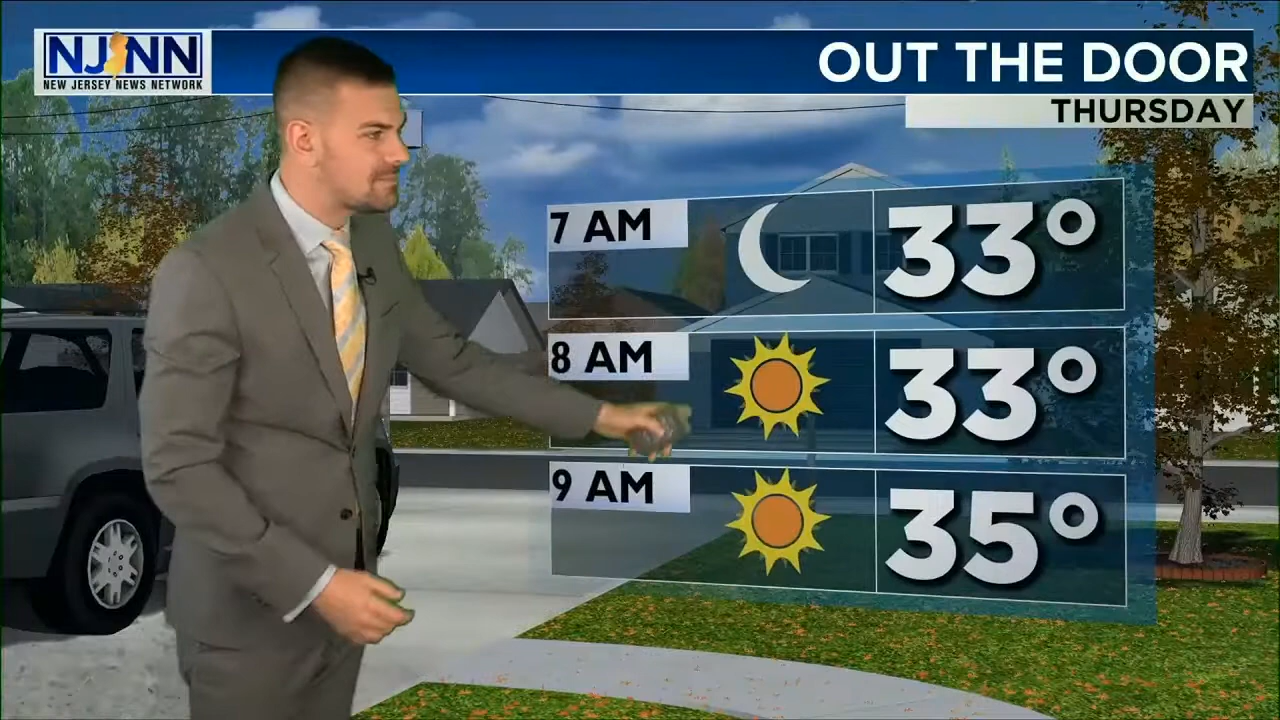 NJNN
NEW JERSEY NEWS NETWORK
OUT THE DOOR
THURSDAY
7 AM 33°
8 AM 33°
9 AM 35°